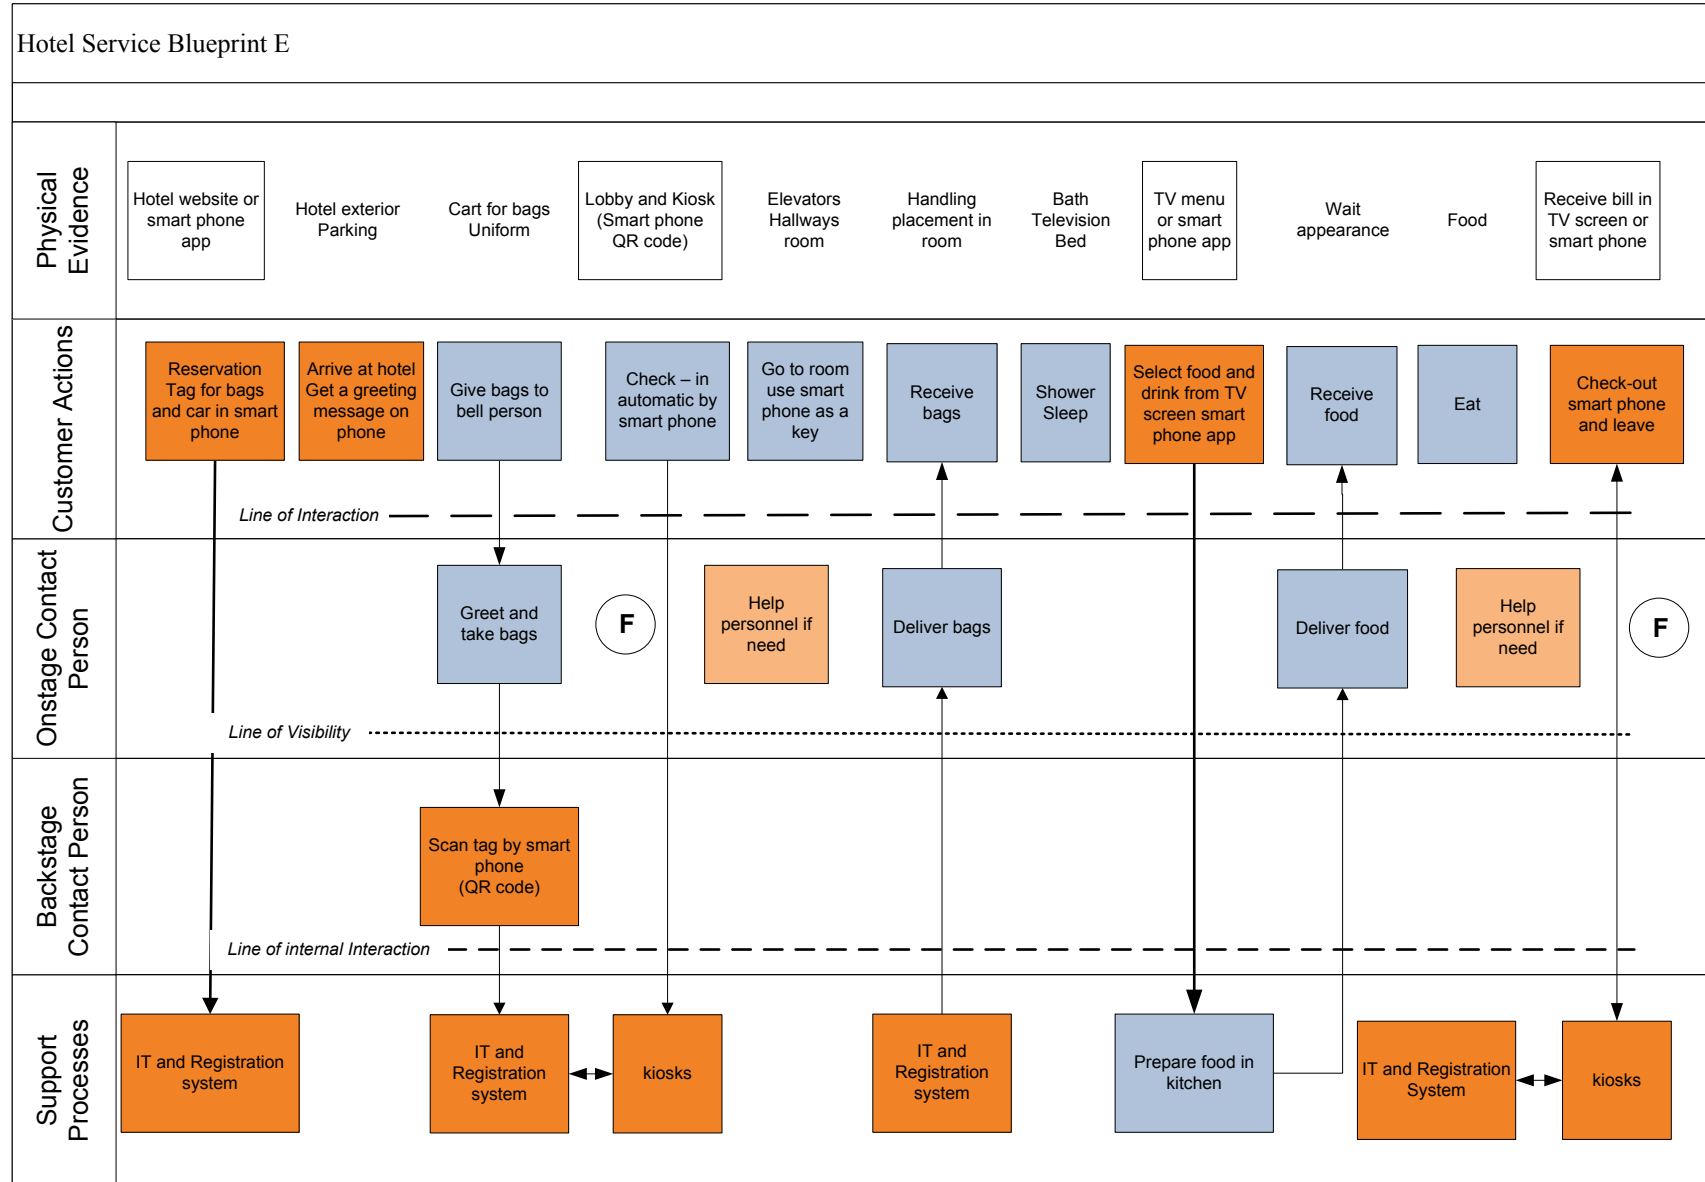 Hotel Service Blueprint E
Physical
Evidence
Hotel website or
smart phone
app
Hotel exterior
Parking
Cart for bags
Uniform
Lobby and Kiosk
(Smart phone
QR code)
Elevators
Hallways
room
Handling
placement in
room
Bath
Television
Bed
TV menu
or smart
phone app
Wait
appearance
Food
Receive bill in
TV screen or
smart phone
Customer Actions
Reservation
Tag for bags
and car in smart
phone
Arrive at hotel
Get a greeting
message on
phone
Give bags to
bell person
Check – in
automatic by
smart phone
Go to room
use smart
phone as a
key
Receive
bags
Shower
Sleep
Select food and
drink from TV
screen smart
phone app
Receive
food
Eat
Check-out
smart phone
and leave
Line of Interaction
Onstage Contact
Person
Greet and
take bags
F
Help
personnel if
need
Deliver bags
Deliver food
Help
personnel if
need
F
Line of Visibility
Backstage
Contact Person
Scan tag by smart
phone
(QR code)
Line of internal Interaction
Support
Processes
IT and Registration
system
IT and
Registration
system
kiosks
IT and
Registration
system
Prepare food in
kitchen
IT and Registration
System
kiosks